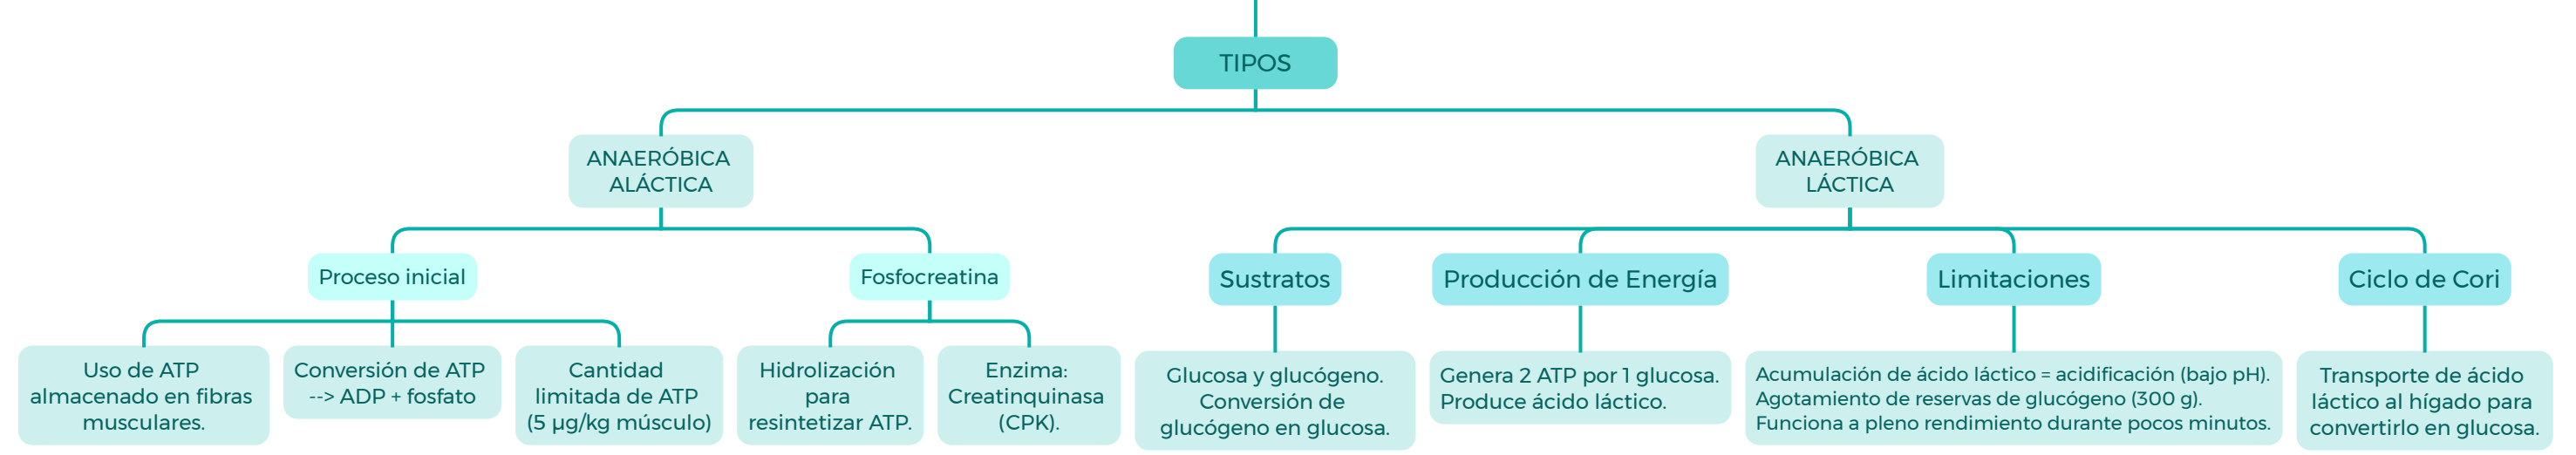 TIPOS
ANAERÓBICA
ALÁCTICA
ANAERÓBICA
LÁCTICA
Proceso inicial
Fosfocreatina
Sustratos
Producción de Energía
Limitaciones
Ciclo de Cori
Uso de ATP
almacenado en fibras
musculares.
Conversión de ATP
--> ADP + fosfato
Cantidad
limitada de ATP
(5 µg/kg músculo)
Hidrolización
para
resintetizar ATP.
Enzima:
Creatinquinasa
(CPK).
Glucosa y glucógeno.
Conversión de
glucógeno en glucosa.
Genera 2 ATP por 1 glucosa.
Produce ácido láctico.
Acumulación de ácido láctico = acidificación (bajo pH).
Agotamiento de reservas de glucógeno (300 g).
Funciona a pleno rendimiento durante pocos minutos.
Transporte de ácido
láctico al hígado para
convertirlo en glucosa.